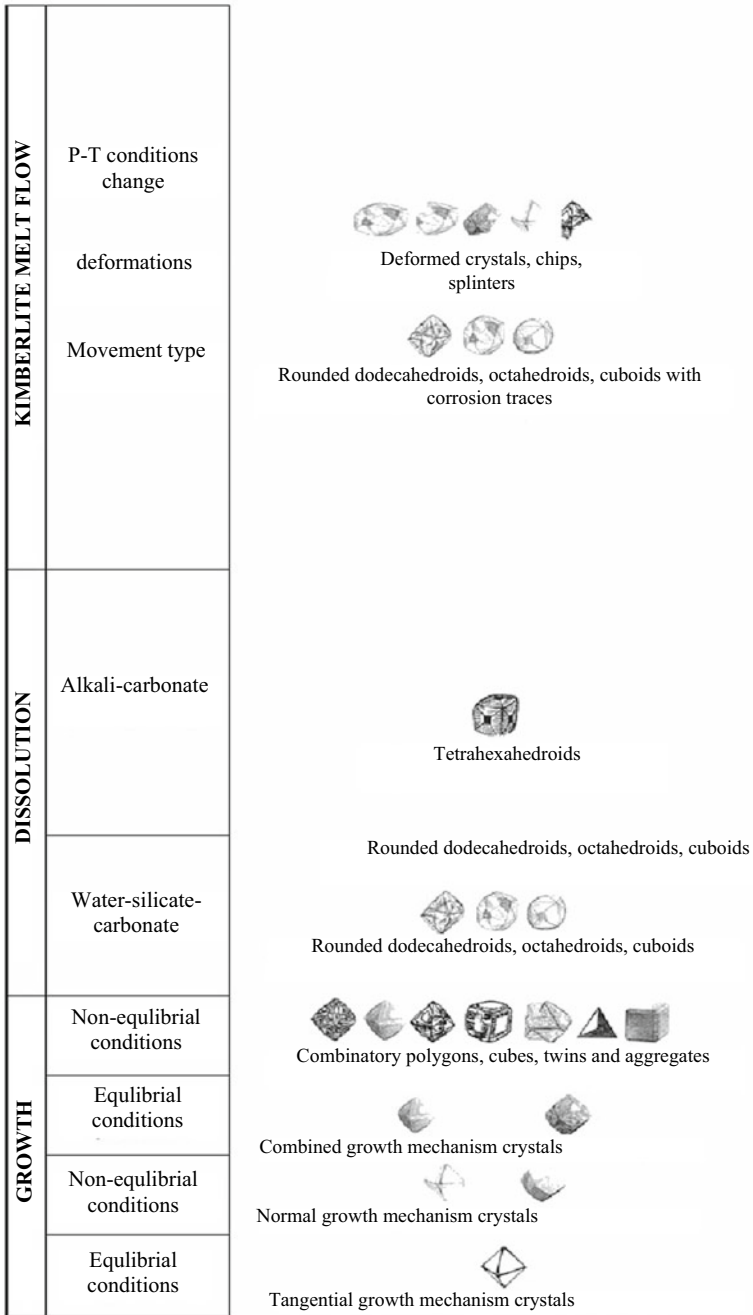 KIMBERLITE MELT FLOW
P-T conditions
change
deformations
Deformed crystals, chips,
splinters
Movement type
Rounded dodecahedroids, octahedroids, cuboids with
corrosion traces
DISSOLUTION
Alkali-carbonate
Tetrahexahedroids
Rounded dodecahedroids, octahedroids, cuboids
Water-silicate-
carbonate
Rounded dodecahedroids, octahedroids, cuboids
GROWTH
Non-equlibrial
conditions
Combinatory polygons, cubes, twins and aggregates
Equlibrial
conditions
Combined growth mechanism crystals
Non-equlibrial
conditions
Normal growth mechanism crystals
Equlibrial
conditions
Tangential growth mechanism crystals